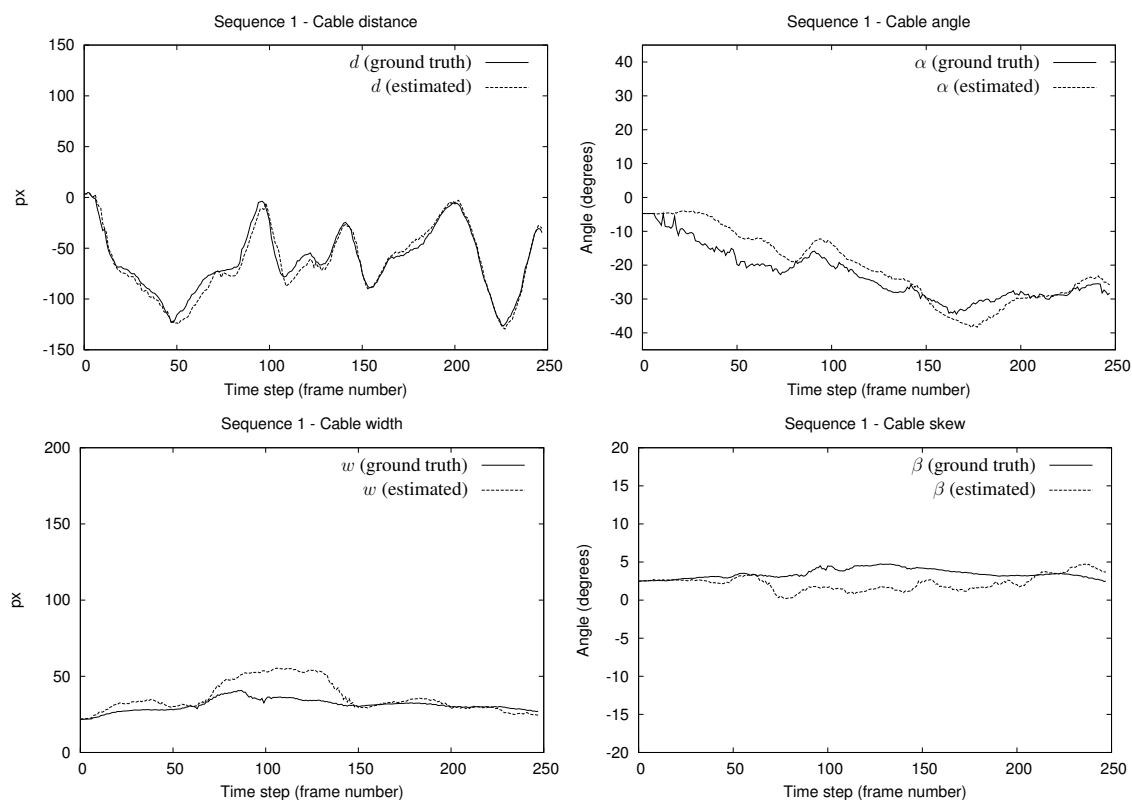 Sequence 1 - Cable distance
150
100
50
0
-50
-100
-150
px
d (ground truth)
d (estimated)
0 50 100 150 200 250
Time step (frame number)
Sequence 1 - Cable angle
40
30
20
10
0
-10
-20
-30
-40
Angle (degrees)
α (ground truth)
α (estimated)
0 50 100 150 200 250
Time step (frame number)
Sequence 1 - Cable width
200
150
100
50
0
px
w (ground truth)
w (estimated)
0 50 100 150 200 250
Time step (frame number)
Sequence 1 - Cable skew
20
15
10
5
0
-5
-10
-15
-20
Angle (degrees)
β (ground truth)
β (estimated)
0 50 100 150 200 250
Time step (frame number)